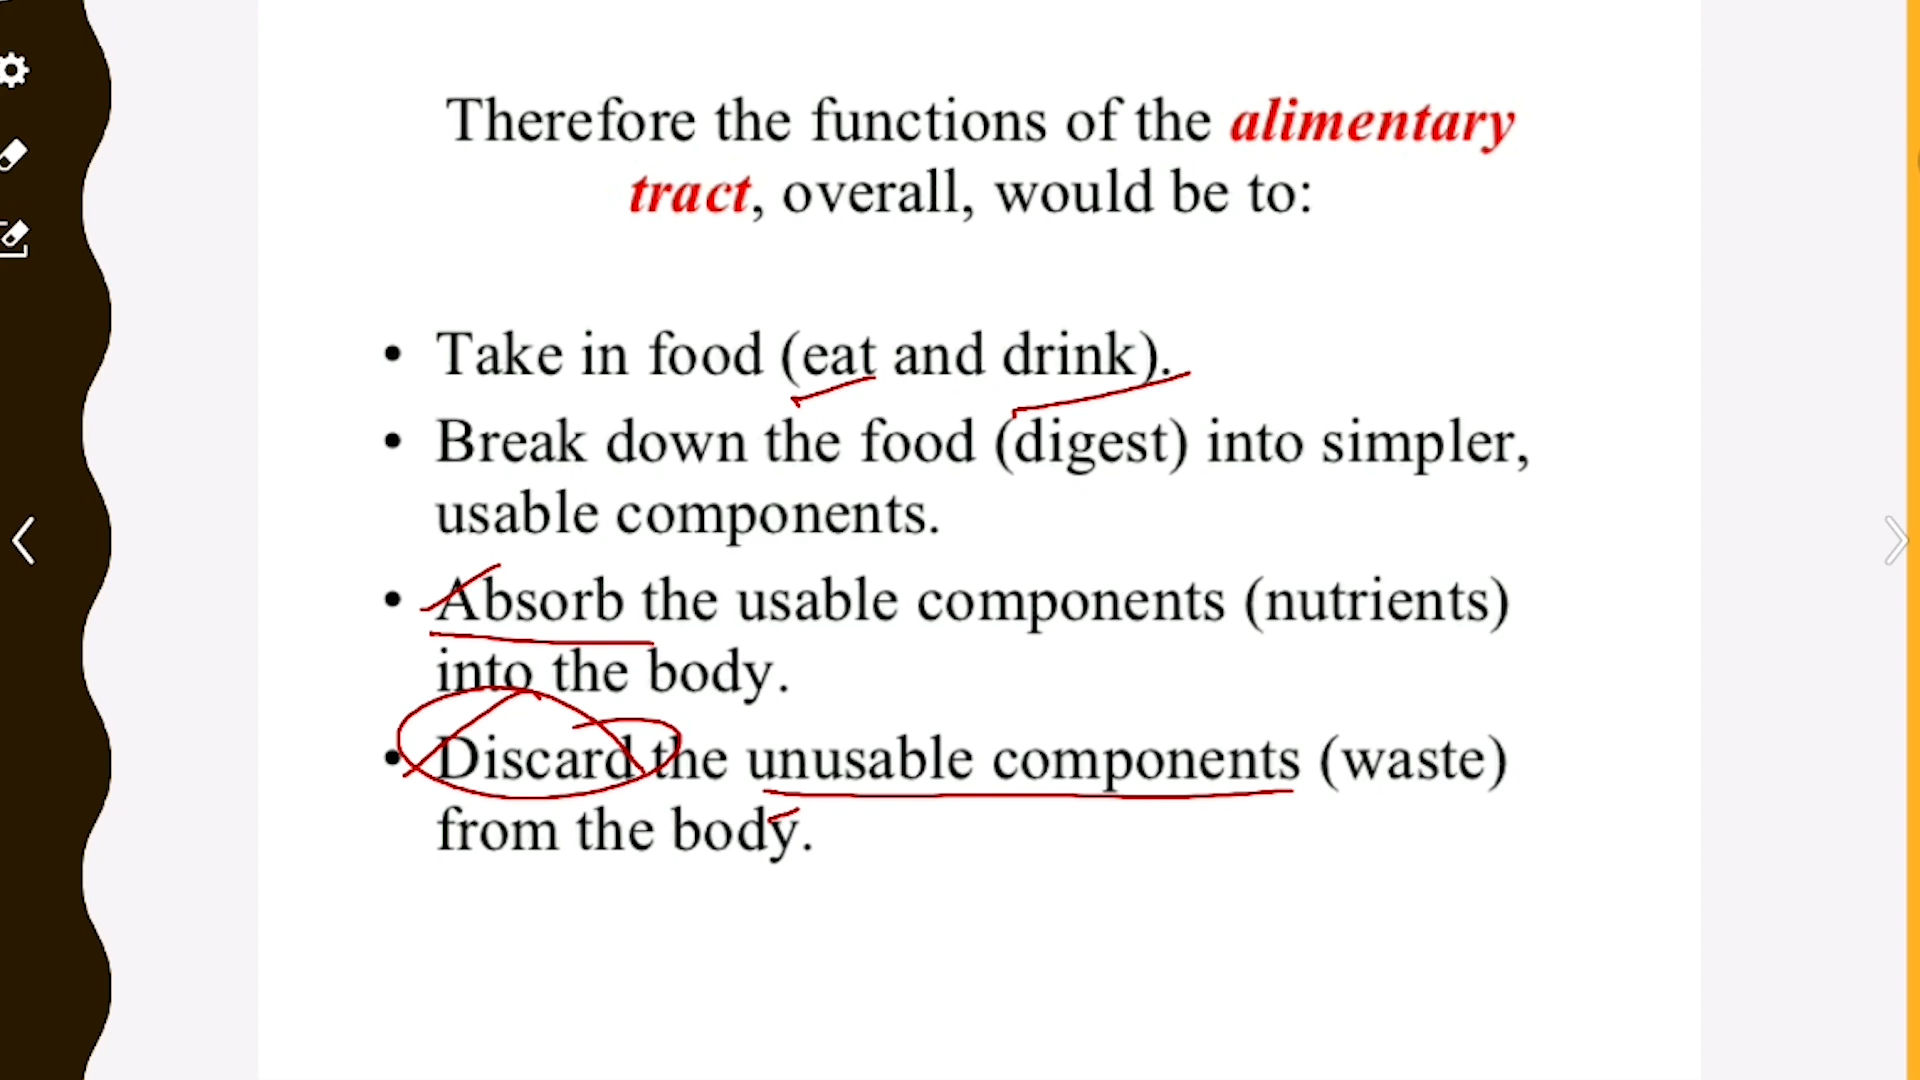 Therefore the functions of the alimentary
tract, overall, would be to:
• Take in food (eat and drink).
• Break down the food (digest) into simpler,
usable components.
• Absorb the usable components (nutrients)
into the body.
• Discard the unusable components (waste)
from the body.